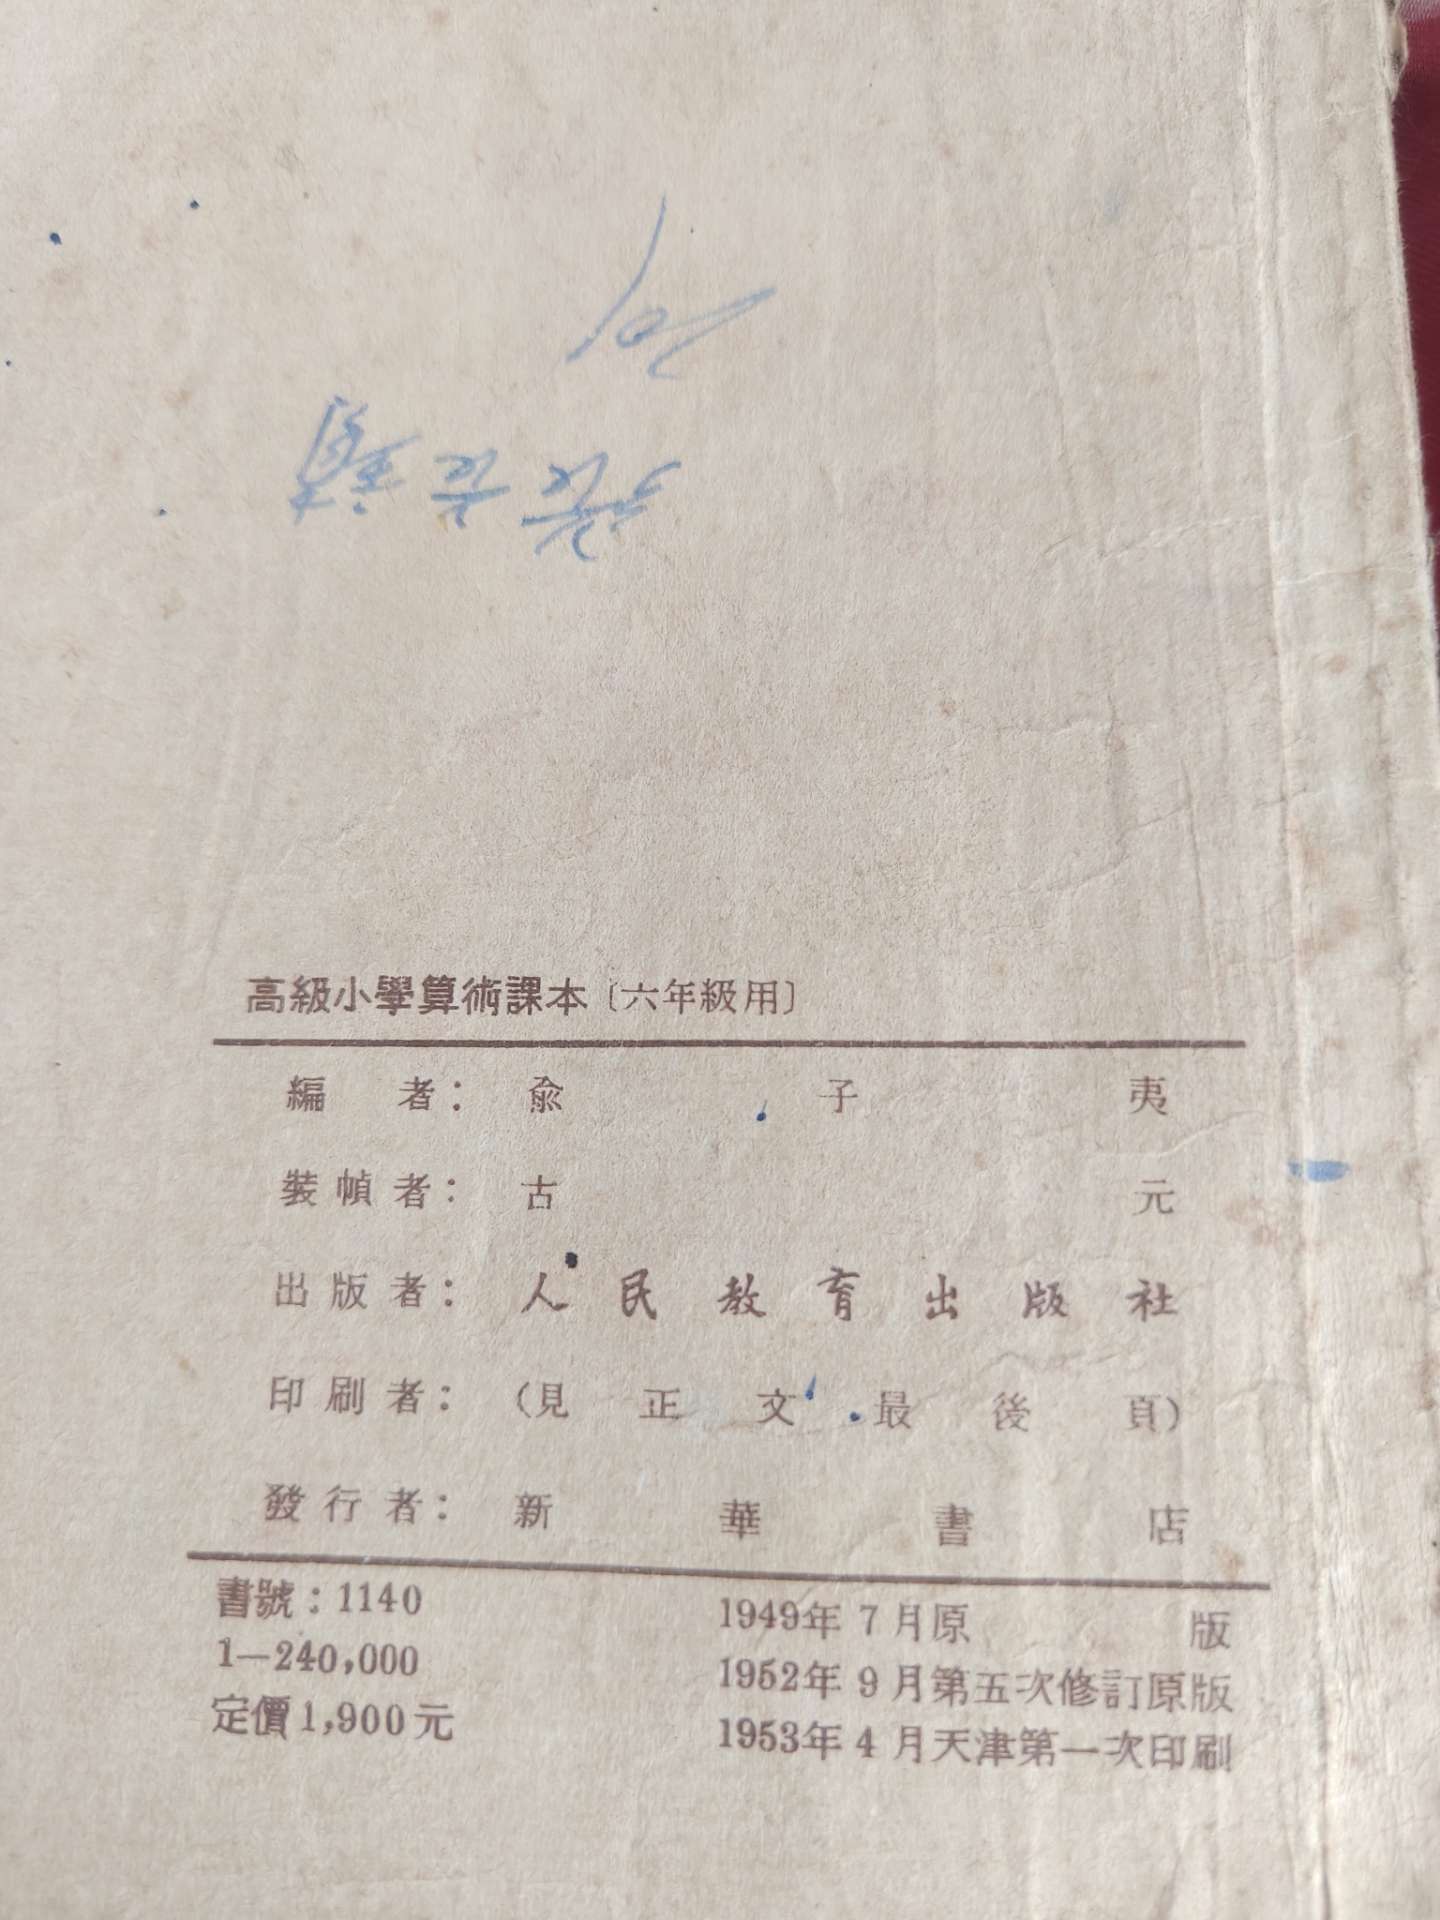 高級小學算術課本〔六年級用〕
編者：俞子夷
裝幀者：古元
出版者：人民教育出版社
印刷者：（見正文最後頁）
發行者：新華書店
書號：1140
1—240,000
定價1,900元
1949年7月原版
1952年9月第五次修訂原版
1953年4月天津第一次印刷